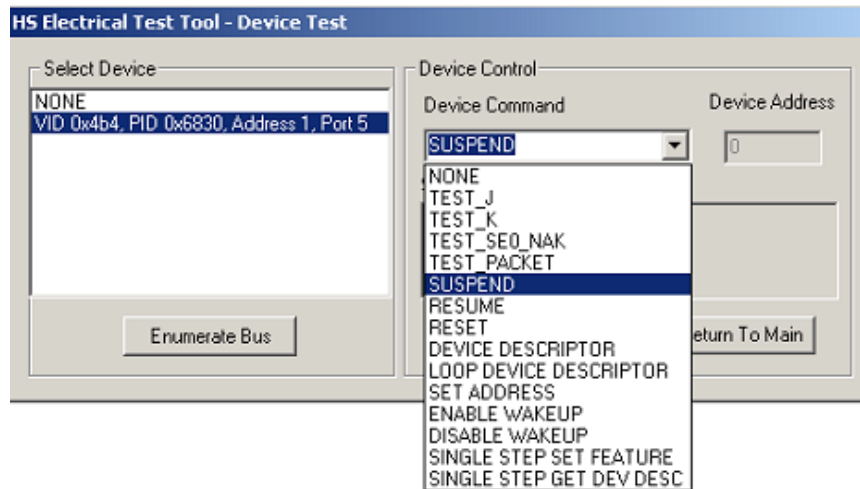 HS Electrical Test Tool - Device Test
Select Device
NONE
VID 0x4b4, PID 0x6830, Address 1, Port 5
Enumerate Bus
Device Control
Device Command
Device Address
SUSPEND
0
NONE
TEST_J
TEST_K
TEST_SE0_NAK
TEST_PACKET
SUSPEND
RESUME
RESET
DEVICE DESCRIPTOR
LOOP DEVICE DESCRIPTOR
SET ADDRESS
ENABLE WAKEUP
DISABLE WAKEUP
SINGLE STEP SET FEATURE
SINGLE STEP GET DEV DESC
eturn To Main